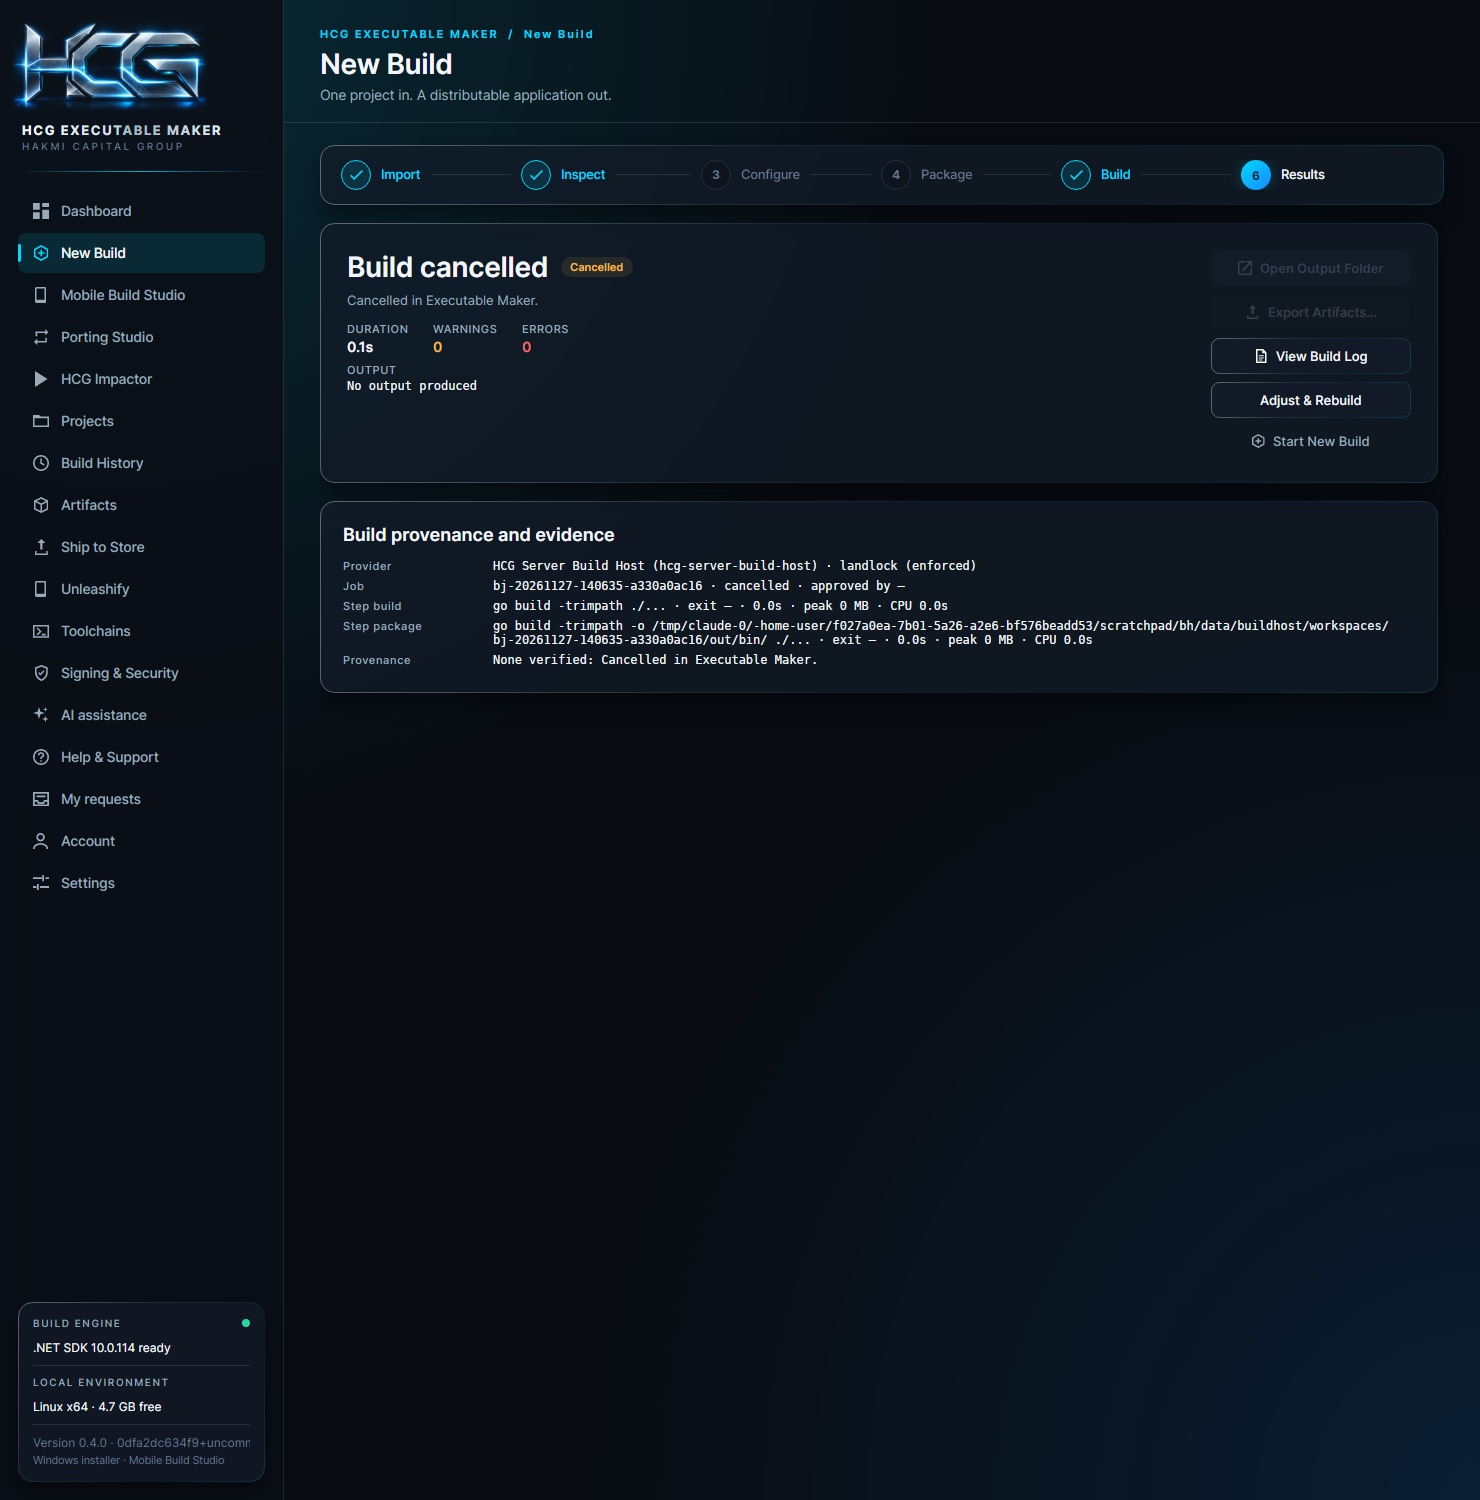 HCG
HCG EXECUTABLE MAKER
HAKMI CAPITAL GROUP
Dashboard
New Build
Mobile Build Studio
Porting Studio
HCG Impactor
Projects
Build History
Artifacts
Ship to Store
Unleashify
Toolchains
Signing & Security
AI assistance
Help & Support
My requests
Account
Settings
BUILD ENGINE
.NET SDK 10.0.114 ready
LOCAL ENVIRONMENT
Linux x64 · 4.7 GB free
Version 0.4.0 · 0dfa2dc634f9+uncomm
Windows installer · Mobile Build Studio
HCG EXECUTABLE MAKER / New Build
New Build
One project in. A distributable application out.
Import
Inspect
3 Configure
4 Package
Build
6 Results
Build cancelled Cancelled
Cancelled in Executable Maker.
DURATION WARNINGS ERRORS
0.1s 0 0
OUTPUT
No output produced
Open Output Folder
Export Artifacts...
View Build Log
Adjust & Rebuild
Start New Build
Build provenance and evidence
Provider HCG Server Build Host (hcg-server-build-host) · landlock (enforced)
Job bj-20261127-140635-a330a0ac16 · cancelled · approved by —
Step build go build -trimpath ./... · exit — · 0.0s · peak 0 MB · CPU 0.0s
Step package go build -trimpath -o /tmp/claude-0/-home-user/f027a0ea-7b01-5a26-a2e6-bf576beadd53/scratchpad/bh/data/buildhost/workspaces/
bj-20261127-140635-a330a0ac16/out/bin/ ./... · exit — · 0.0s · peak 0 MB · CPU 0.0s
Provenance None verified: Cancelled in Executable Maker.